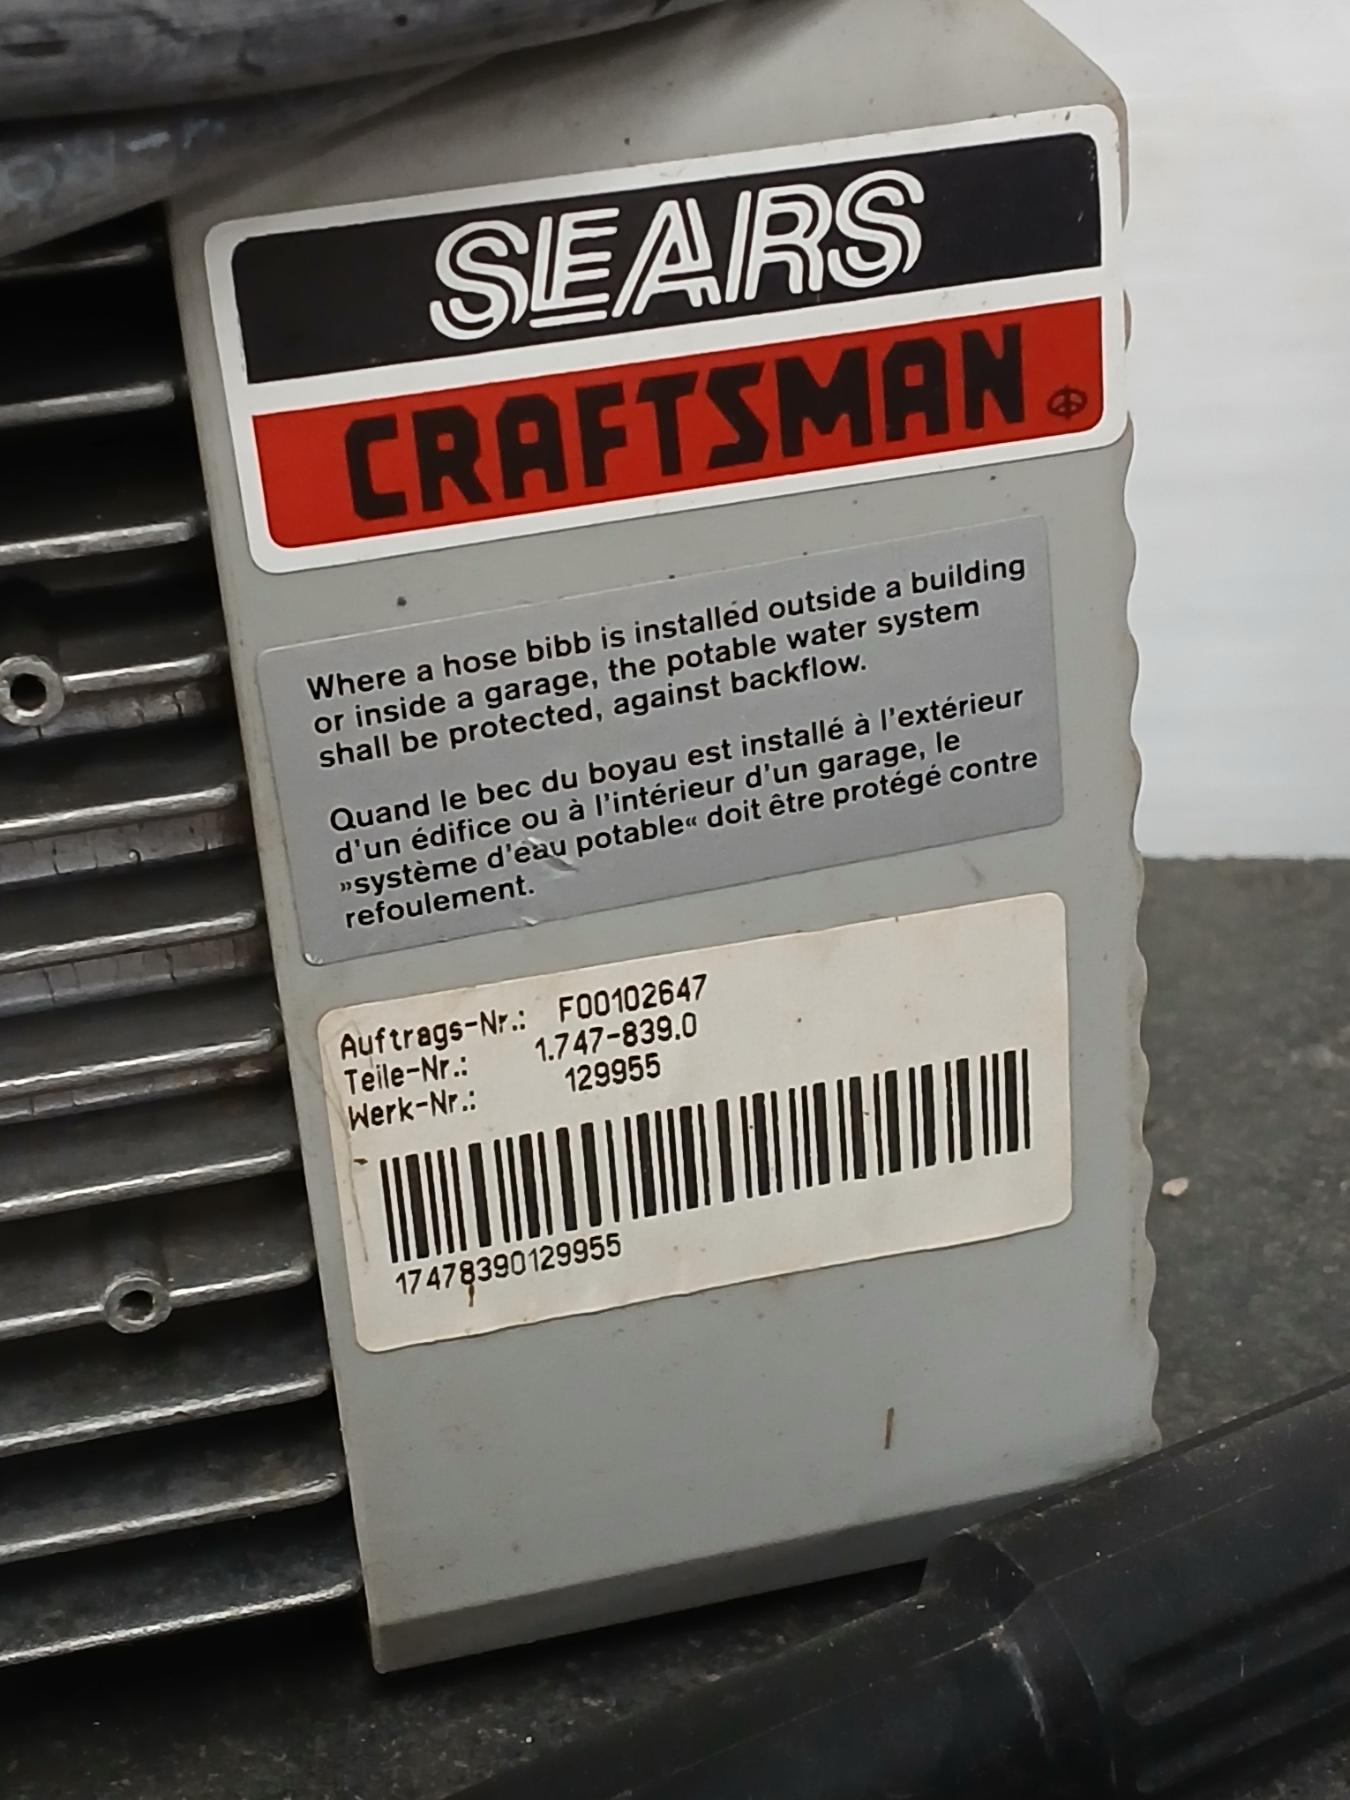 SEARS
CRAFTSMAN
Where a hose bibb is installed outside a building
or inside a garage, the potable water system
shall be protected, against backflow.
Quand le bec du boyau est installé à l'extérieur
d'un édifice ou à l'intérieur d'un garage, le
»système d'eau potable« doit être protégé contre
refoulement.
Auftrags-Nr.: F00102647
Teile-Nr.: 1.747-839.0
Werk-Nr.: 129955
17478390129955